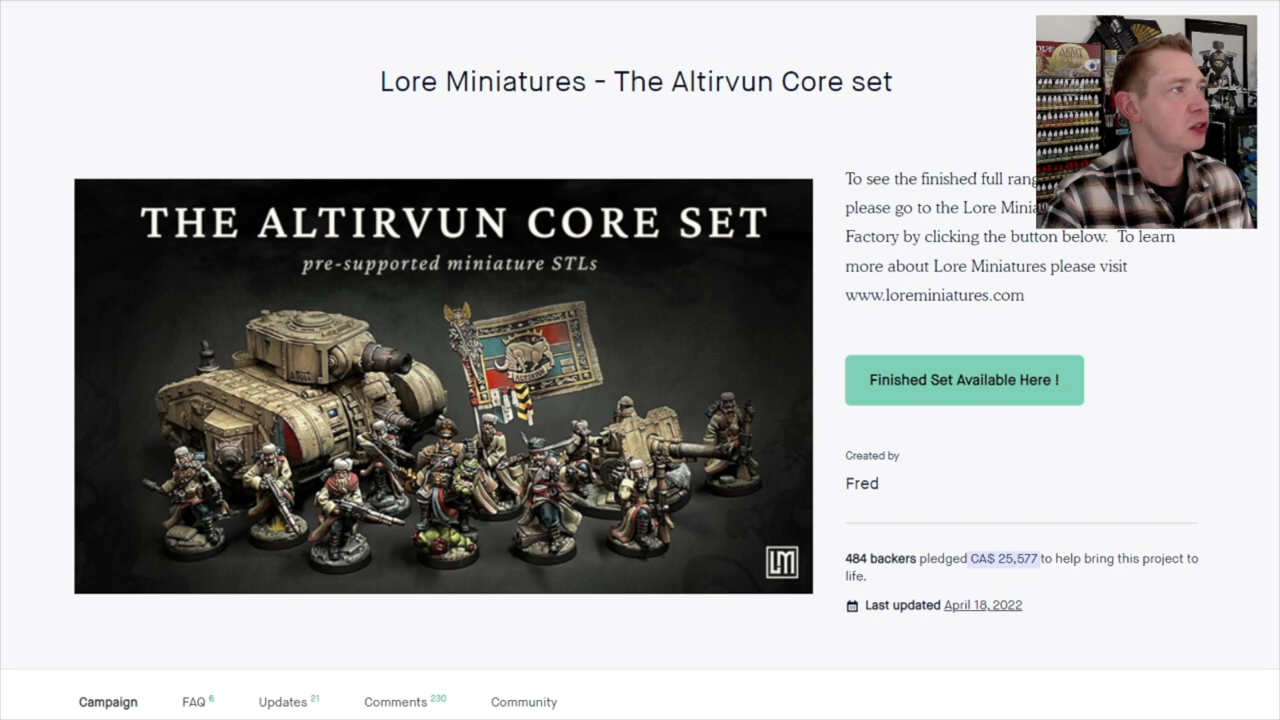 Lore Miniatures - The Altirvun Core set
THE ALTIRVUN CORE SET
pre-supported miniature STLs
LM
To see the finished full rang
please go to the Lore Minia
Factory by clicking the button below. To learn
more about Lore Miniatures please visit
www.loreminiatures.com
Finished Set Available Here !
Created by
Fred
484 backers pledged CA$ 25,577 to help bring this project to
life.
Last updated April 18, 2022
Campaign
FAQ 6
Updates 21
Comments 230
Community